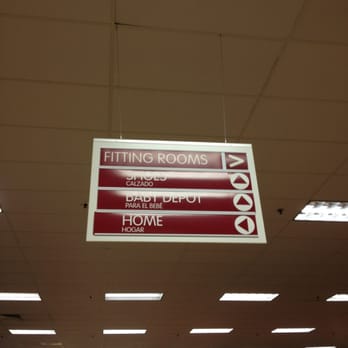 FITTING ROOMS
SHOES
CALZADO
BABY DEPOT
PARA EL BEBÉ
HOME
HOGAR